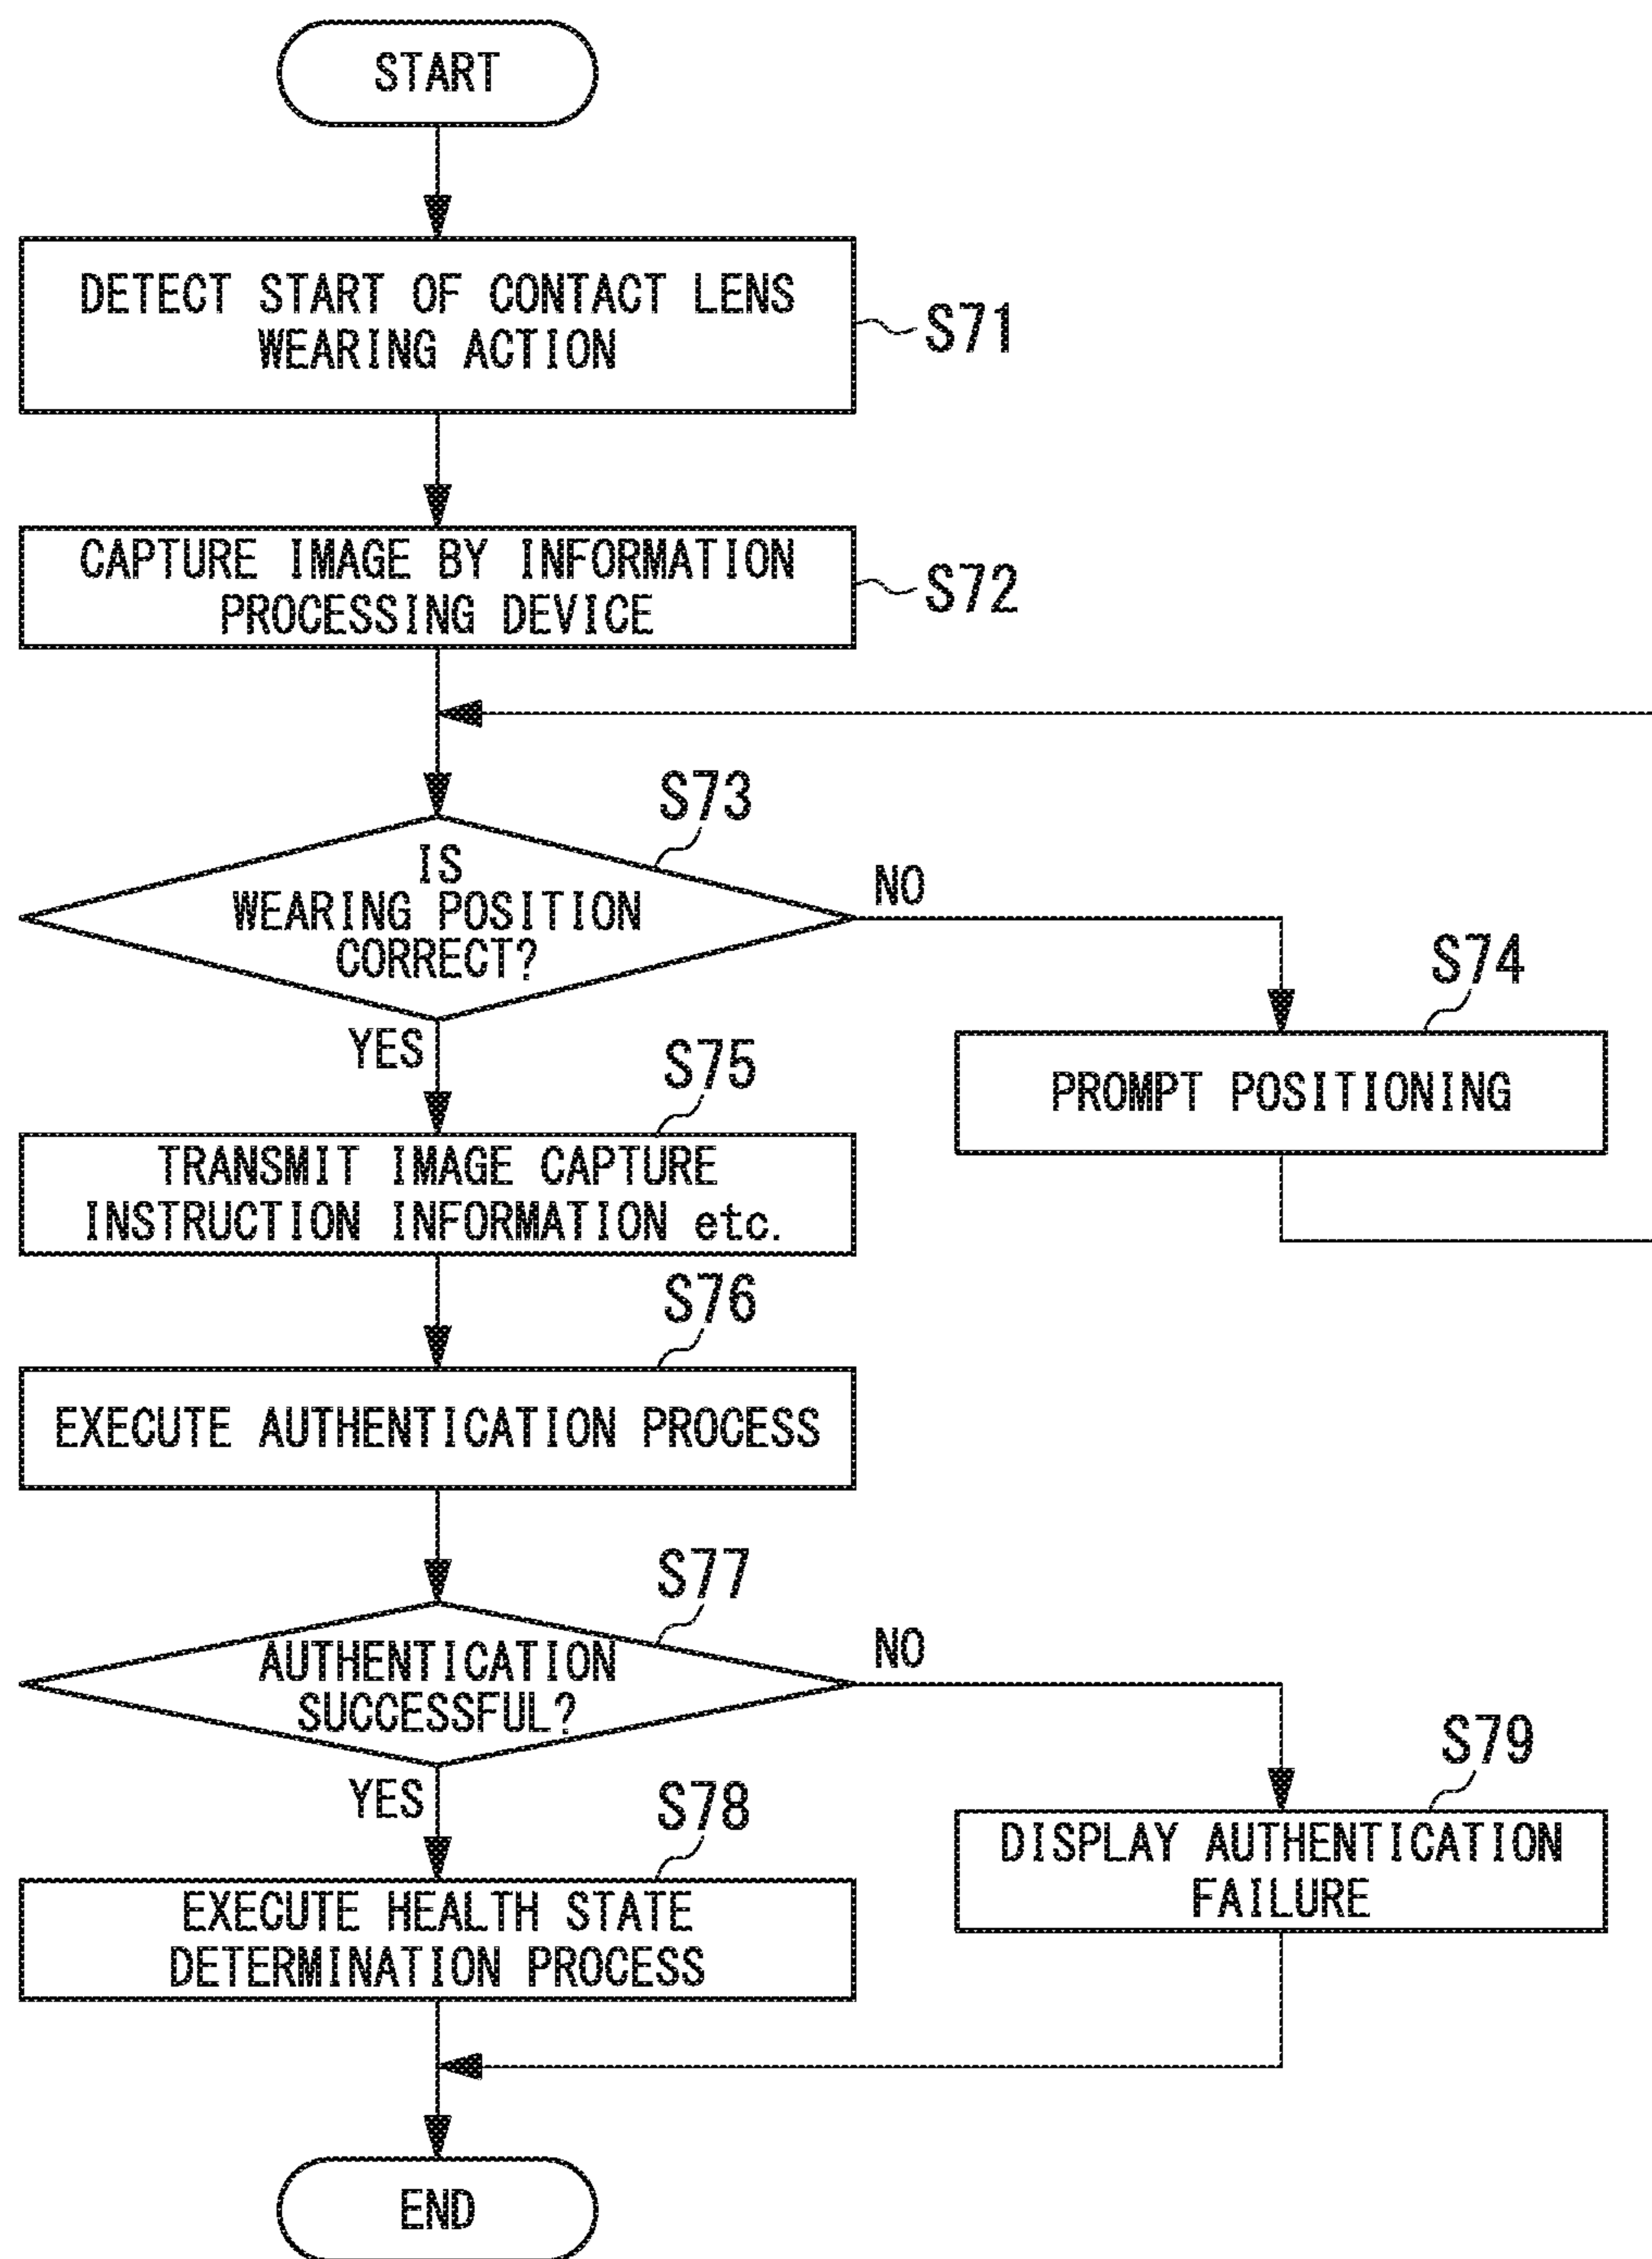 START
DETECT START OF CONTACT LENS
WEARING ACTION
S71
CAPTURE IMAGE BY INFORMATION
PROCESSING DEVICE
S72
S73
IS
WEARING POSITION
CORRECT?
NO
YES
S74
PROMPT POSITIONING
S75
TRANSMIT IMAGE CAPTURE
INSTRUCTION INFORMATION etc.
S76
EXECUTE AUTHENTICATION PROCESS
S77
AUTHENTICATION
SUCCESSFUL?
NO
YES
S79
DISPLAY AUTHENTICATION
FAILURE
S78
EXECUTE HEALTH STATE
DETERMINATION PROCESS
END